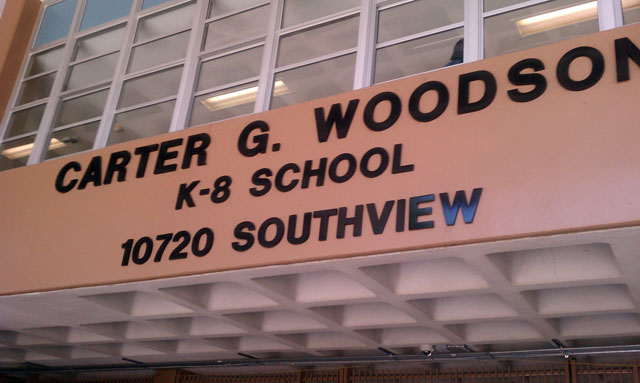 CARTER G. WOODSON
K-8 SCHOOL
10720 SOUTHVIEW